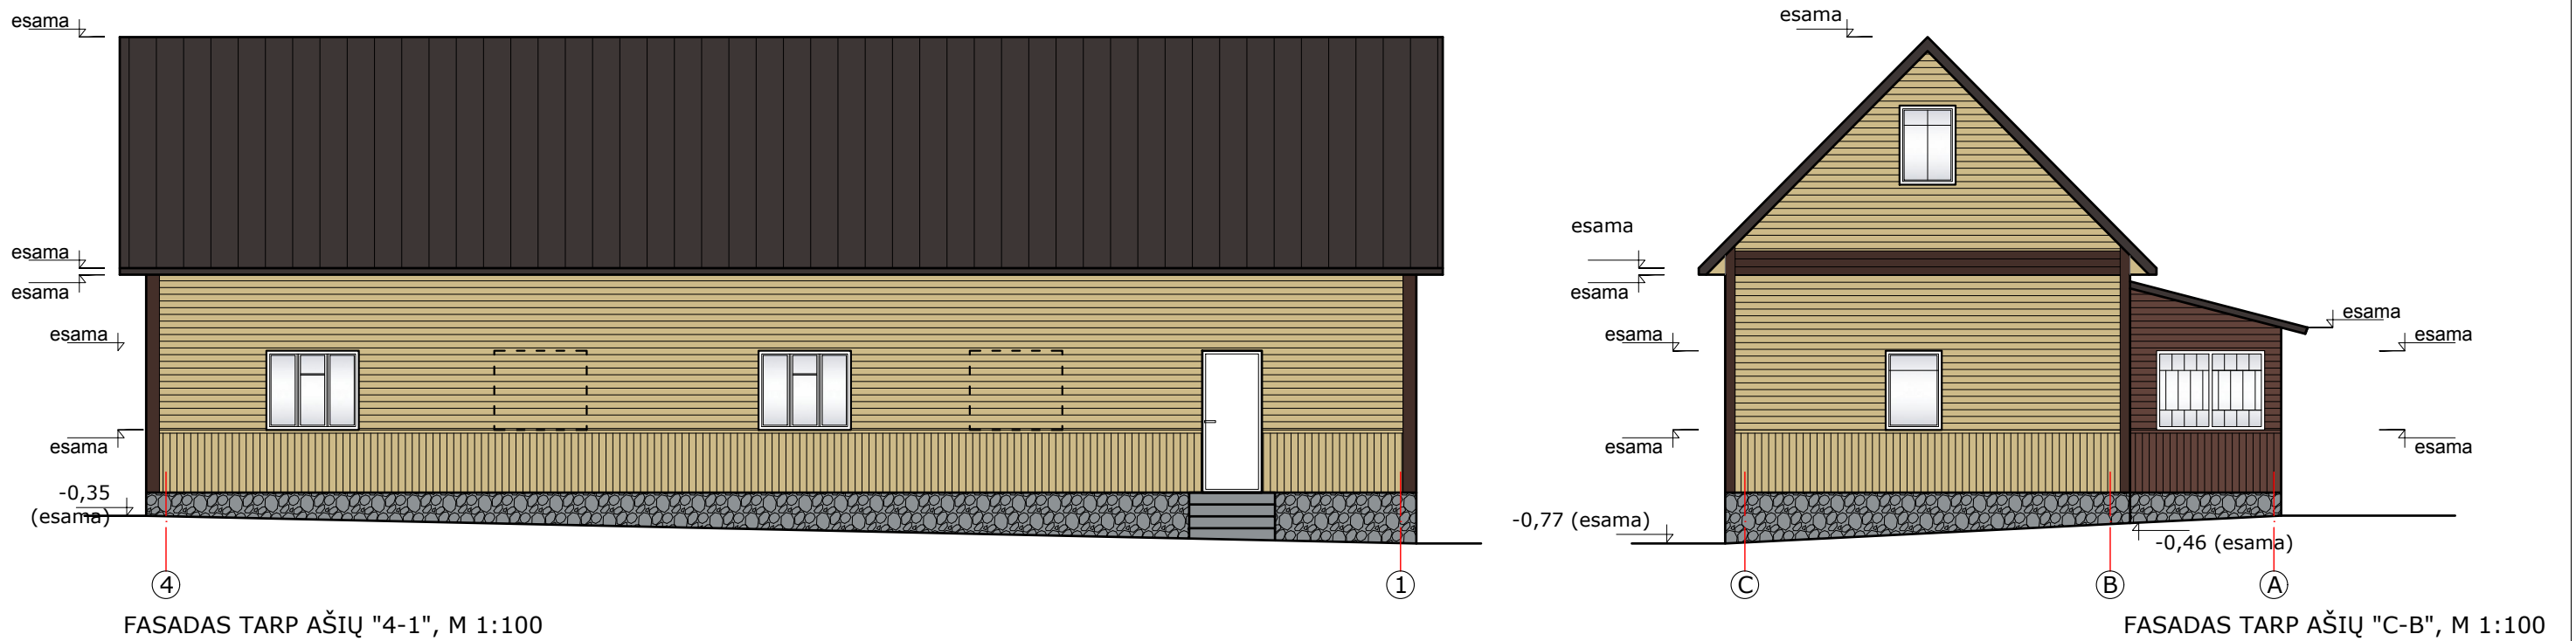 esama
esama
esama
esama
esama
-0,35
(esama)
4
1
FASADAS TARP AŠIŲ "4-1", M 1:100
esama
esama
esama
esama
esama
-0,77 (esama)
esama
esama
esama
-0,46 (esama)
C
B
A
FASADAS TARP AŠIŲ "C-B", M 1:100